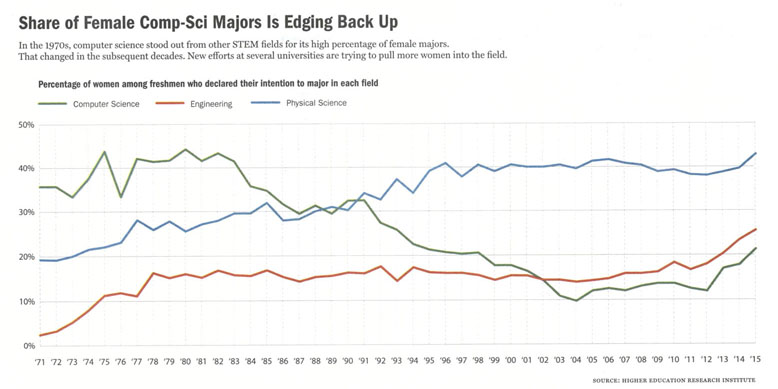 Share of Female Comp-Sci Majors Is Edging Back Up
In the 1970s, computer science stood out from other STEM fields for its high percentage of female majors.
That changed in the subsequent decades. New efforts at several universities are trying to pull more women into the field.
Percentage of women among freshmen who declared their intention to major in each field
Computer Science Engineering Physical Science
50%
40%
30%
20%
10%
0%
'71 '72 '73 '74 '75 '76 '77 '78 '79 '80 '81 '82 '83 '84 '85 '86 '87 '88 '89 '90 '91 '92 '93 '94 '95 '96 '97 '98 '99 '00 '01 '02 '03 '04 '05 '06 '07 '08 '09 '10 '11 '12 '13 '14 '15
SOURCE: HIGHER EDUCATION RESEARCH INSTITUTE